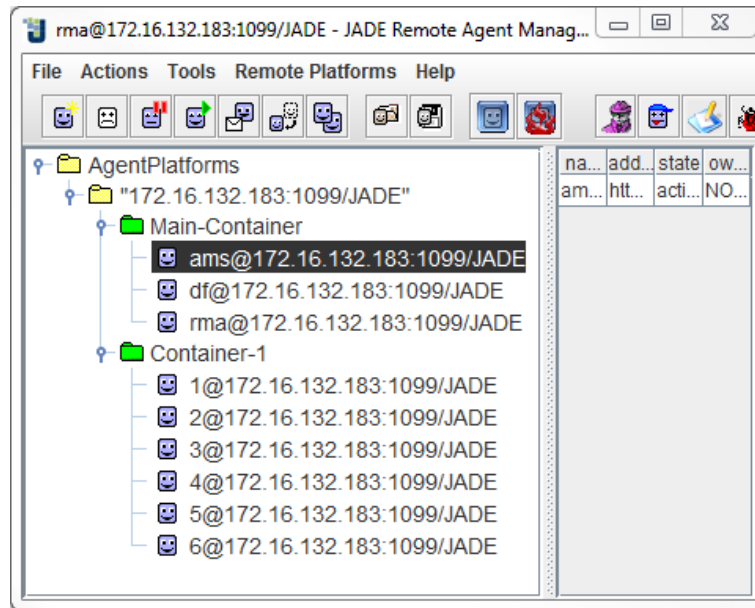 rma@172.16.132.183:1099/JADE - JADE Remote Agent Manag...
File Actions Tools Remote Platforms Help
AgentPlatforms
"172.16.132.183:1099/JADE"
Main-Container
ams@172.16.132.183:1099/JADE
df@172.16.132.183:1099/JADE
rma@172.16.132.183:1099/JADE
Container-1
1@172.16.132.183:1099/JADE
2@172.16.132.183:1099/JADE
3@172.16.132.183:1099/JADE
4@172.16.132.183:1099/JADE
5@172.16.132.183:1099/JADE
6@172.16.132.183:1099/JADE
na... add... state ow...
am... htt... acti... NO...